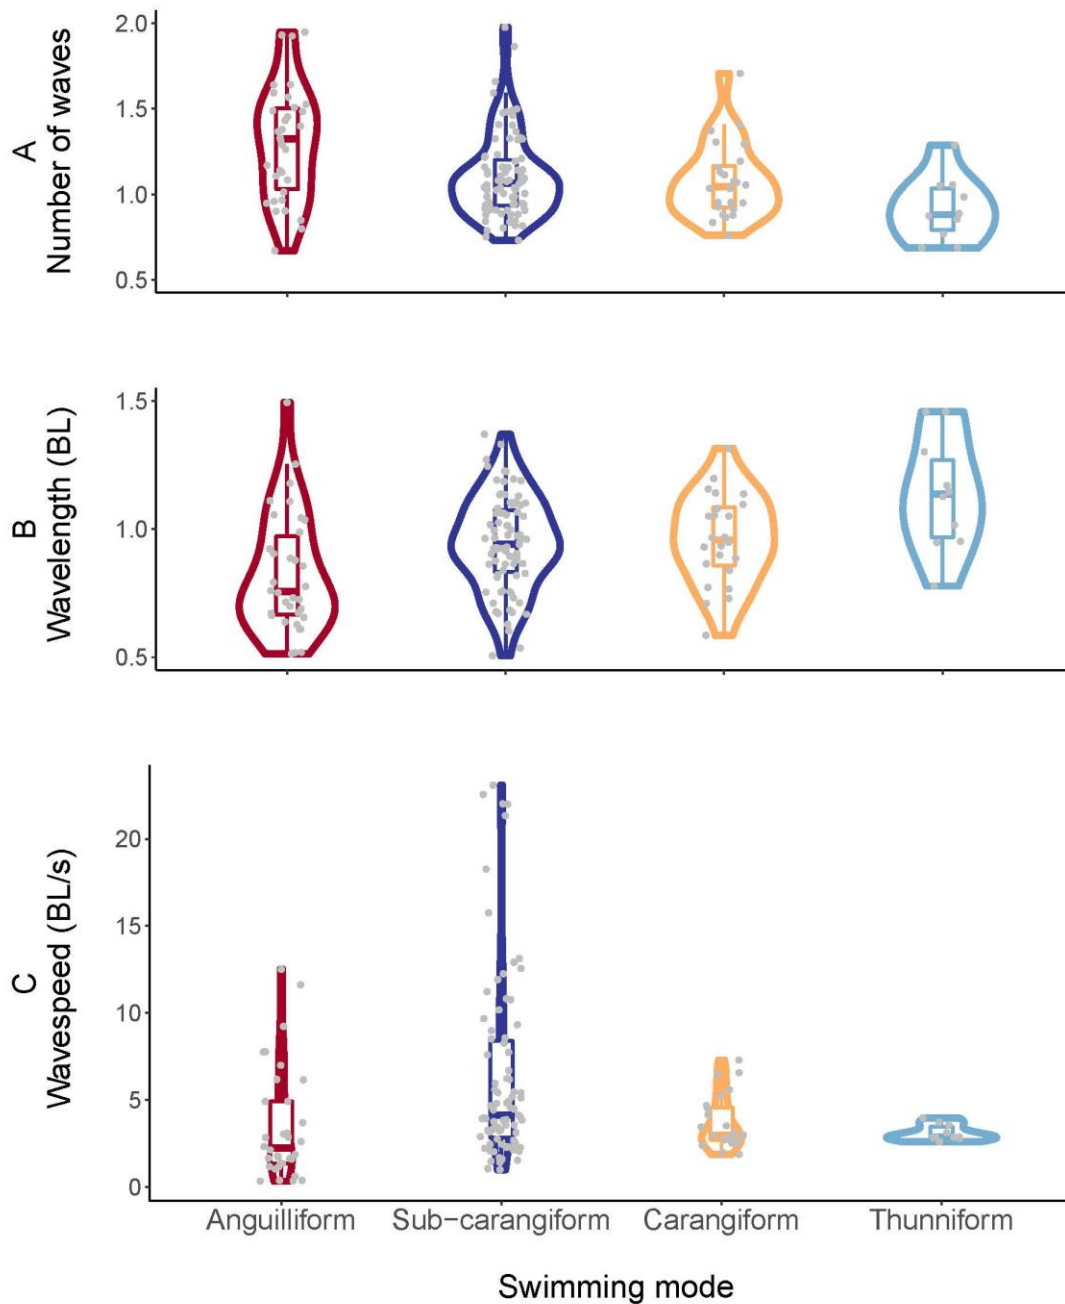 A
Number of waves
2.0
1.5
1.0
0.5
B
Wavelength (BL)
1.5
1.0
0.5
C
Wavespeed (BL/s)
20
15
10
5
0
Anguilliform Sub-carangiform Carangiform Thunniform
Swimming mode